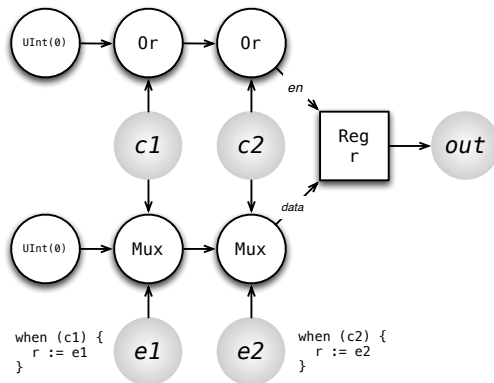 UInt(0)
Or
Or
en
c1
c2
Reg
r
out
data
UInt(0)
Mux
Mux
when (c1) {
r := e1
}
e1
e2
when (c2) {
r := e2
}